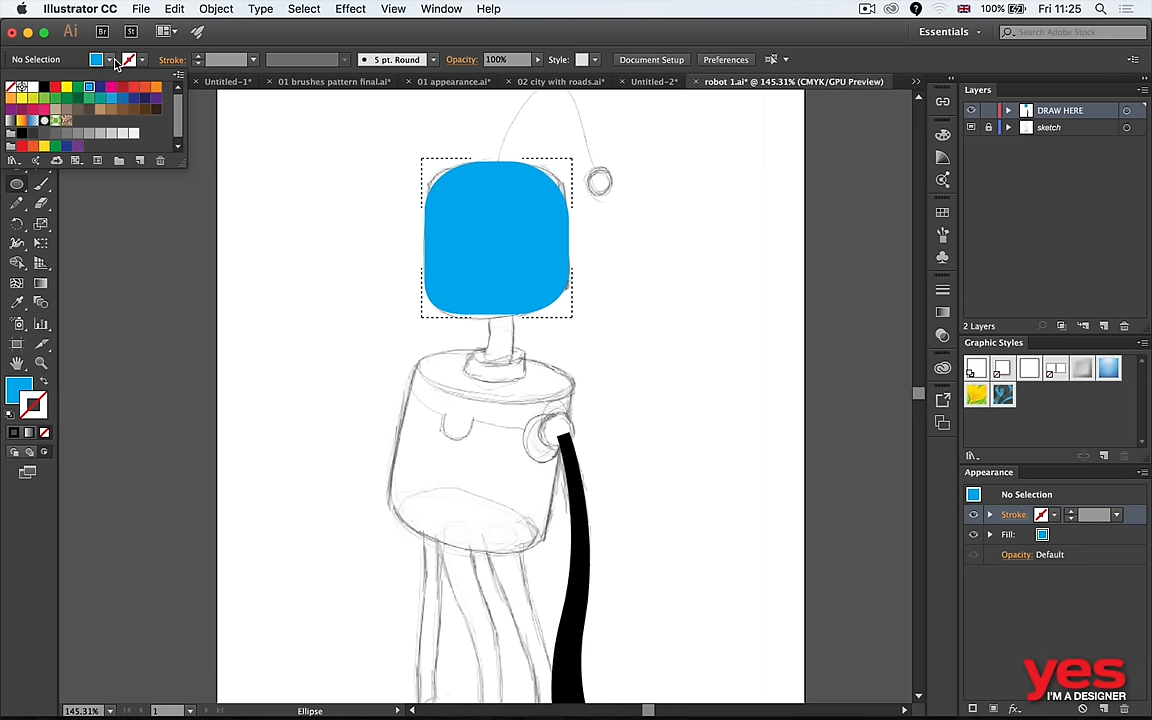 Illustrator CC File Edit Object Type Select Effect View Window Help 100% Fri 11:25
Ai Br St Essentials Search Adobe Stock
No Selection Stroke: 5 pt. Round Opacity: 100% Style: Document Setup Preferences
Untitled-1* 01 brushes pattern final.ai* 01 appearance.ai* 02 city with roads.ai* Untitled-2* robot 1.ai* @ 145.31% (CMYK/GPU Preview)
Layers
DRAW HERE
sketch
2 Layers
Graphic Styles
Appearance
No Selection
Stroke:
Fill:
Opacity: Default
yes
I'M A DESIGNER
145.31% 1 Ellipse
fx